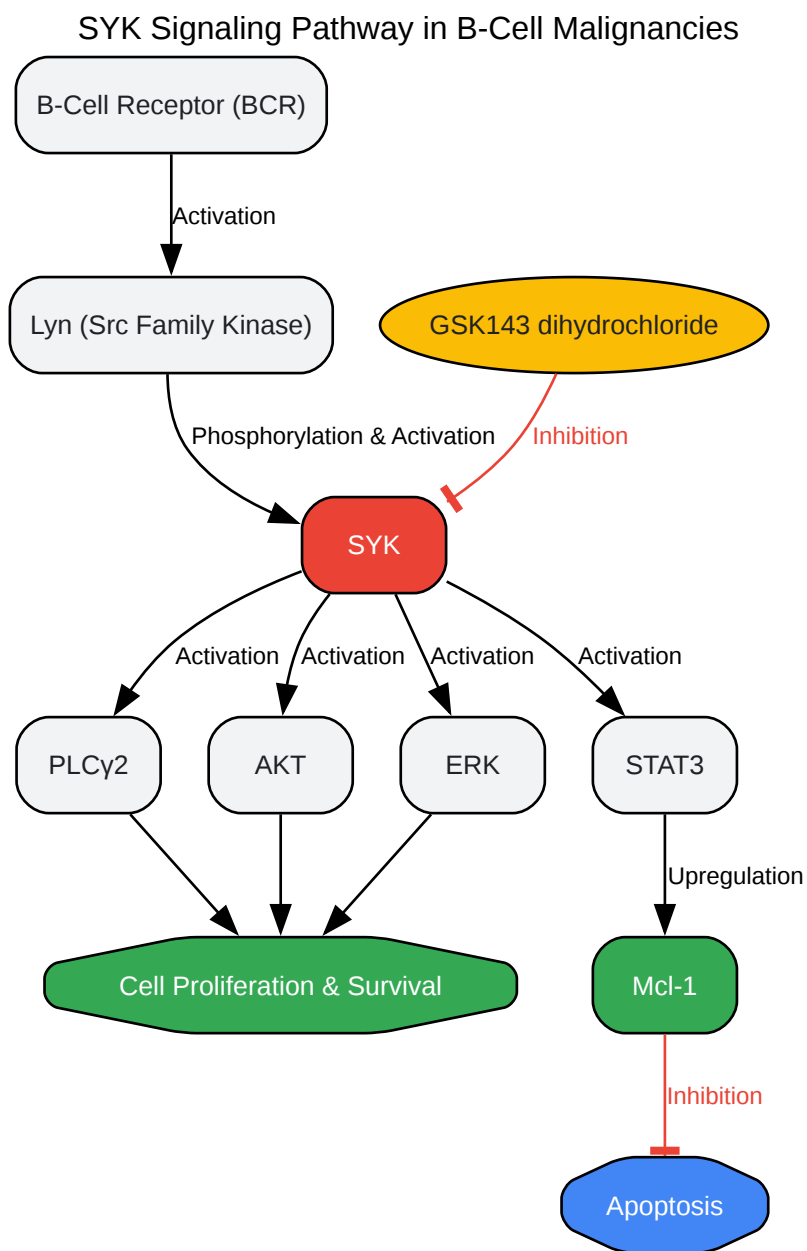 SYK Signaling Pathway in B-Cell Malignancies
B-Cell Receptor (BCR)
Activation
Lyn (Src Family Kinase)
GSK143 dihydrochloride
Phosphorylation & Activation
Inhibition
SYK
Activation
Activation
Activation
Activation
PLCγ2
AKT
ERK
STAT3
Upregulation
Cell Proliferation & Survival
Mcl-1
Inhibition
Apoptosis